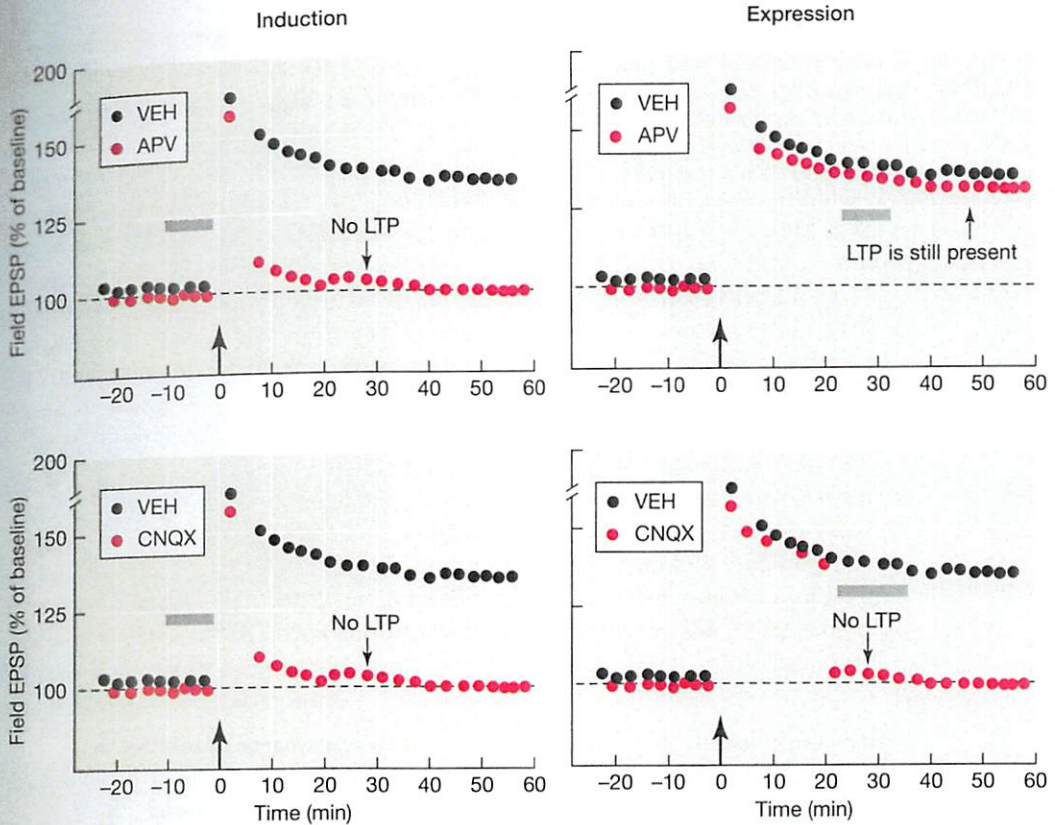 Induction
Expression
Field EPSP (% of baseline)
200
150
125
100
VEH
APV
No LTP
−20 −10 0 10 20 30 40 50 60
VEH
APV
LTP is still present
−20 −10 0 10 20 30 40 50 60
Field EPSP (% of baseline)
200
150
125
100
VEH
CNQX
No LTP
−20 −10 0 10 20 30 40 50 60
Time (min)
VEH
CNQX
No LTP
−20 −10 0 10 20 30 40 50 60
Time (min)